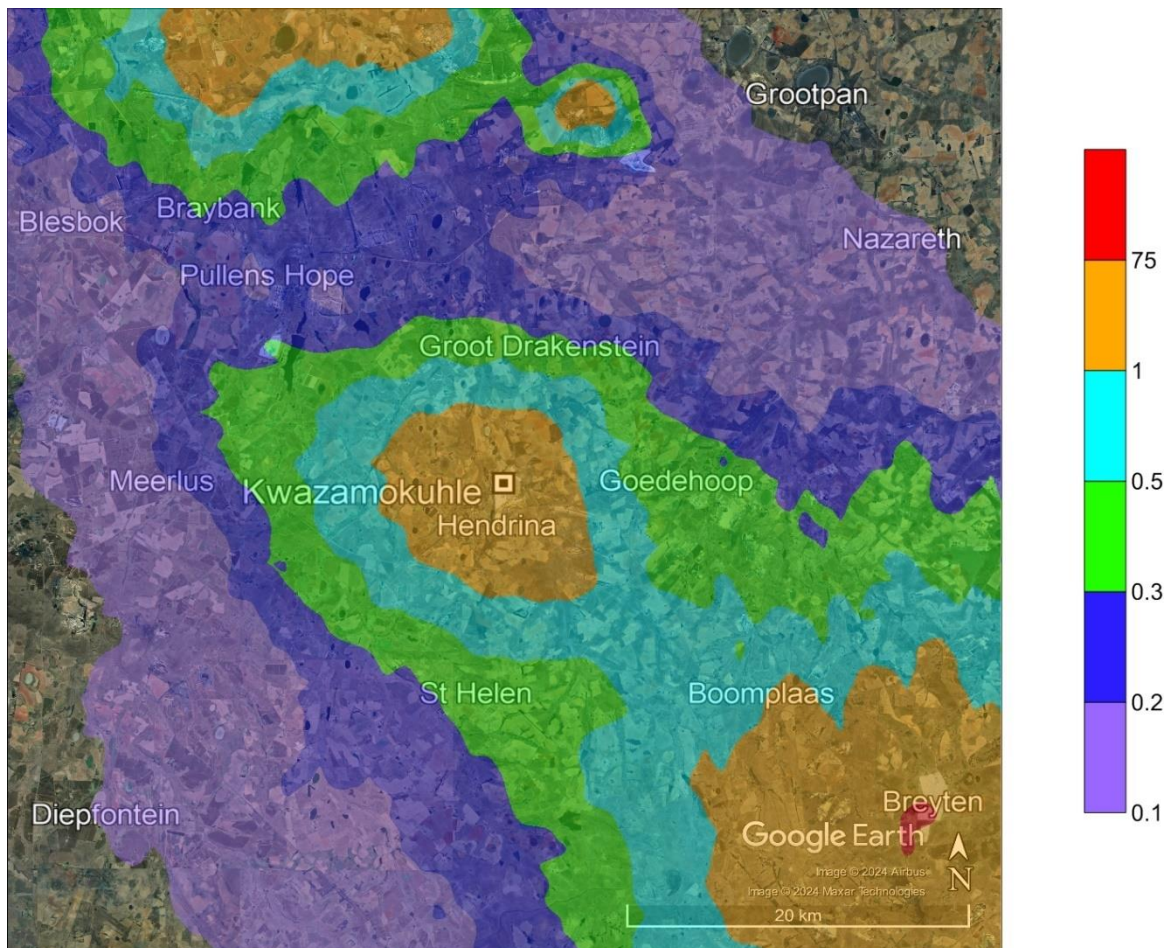 Grootpan
Braybank
Blesbok
Nazareth
Pullens Hope
Groot Drakenstein
Meerlus
Kwazamokuhle
Goedehoop
Hendrina
St Helen
Boomplaas
Breyten
Diepfontein
Google Earth
Image © 2024 Airbus
Image © 2024 Maxar Technologies
N
20 km
75
1
0.5
0.3
0.2
0.1